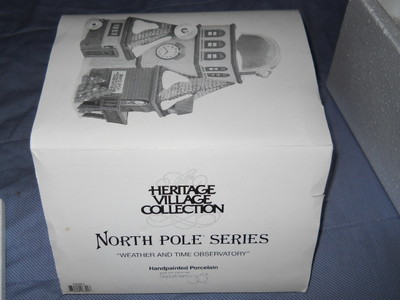 HERITAGE
VILLAGE
COLLECTION
NORTH POLE SERIES
"WEATHER AND TIME OBSERVATORY"
Handpainted Porcelain